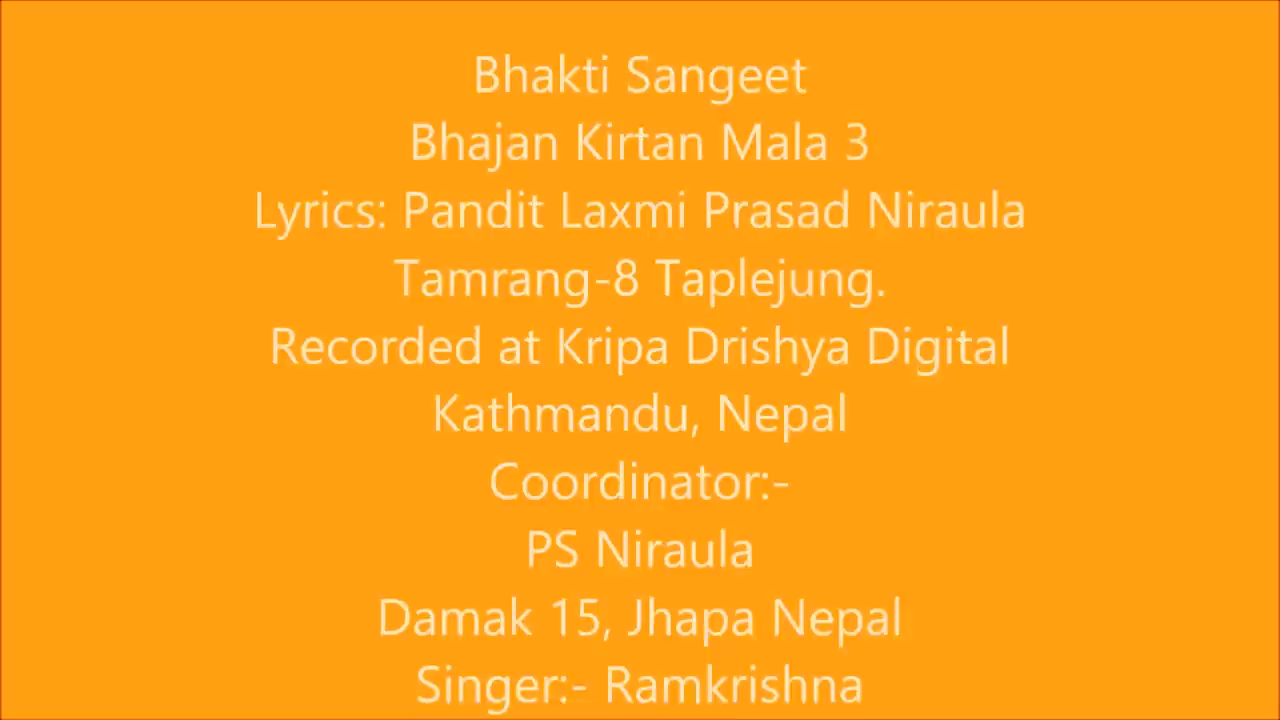 Bhakti Sangeet
Bhajan Kirtan Mala 3
Lyrics: Pandit Laxmi Prasad Niraula
Tamrang-8 Taplejung.
Recorded at Kripa Drishya Digital
Kathmandu, Nepal
Coordinator:-
PS Niraula
Damak 15, Jhapa Nepal
Singer:- Ramkrishna